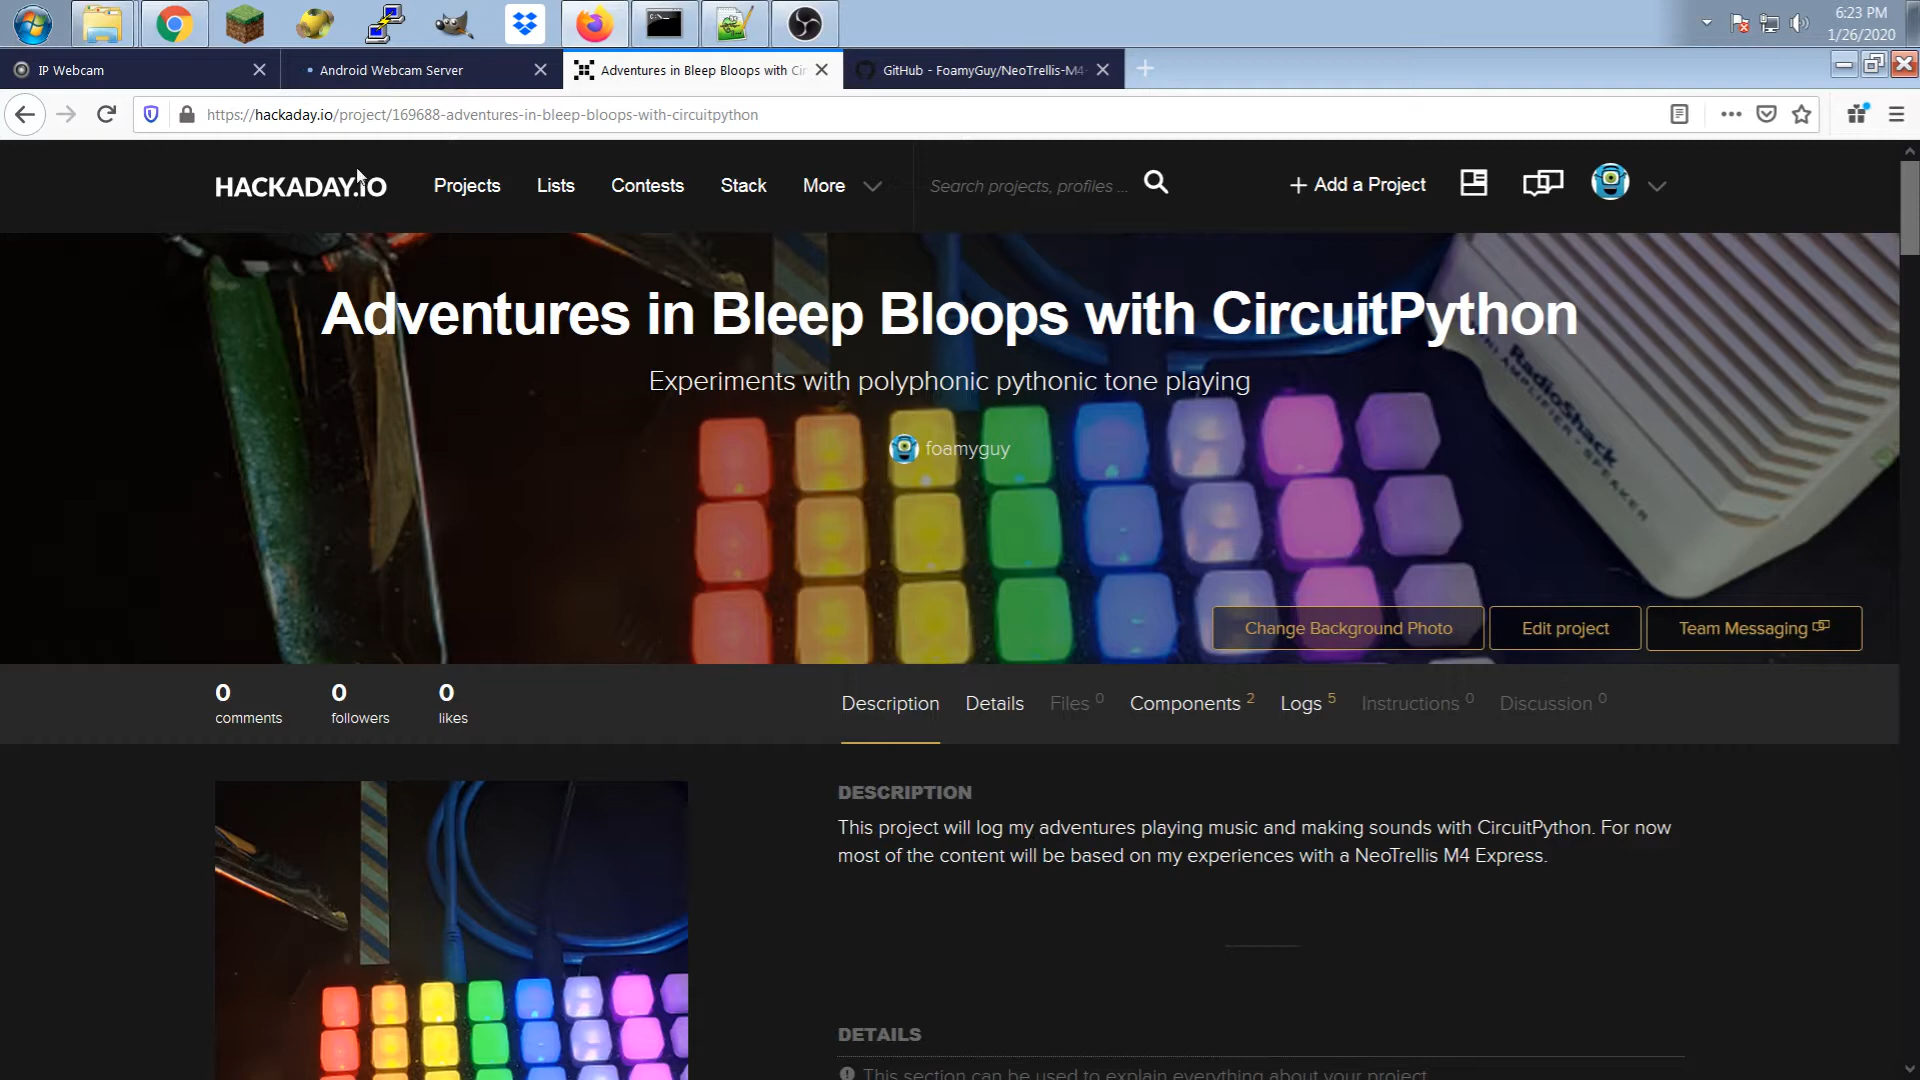 6:23 PM
1/26/2020
IP Webcam
Android Webcam Server
Adventures in Bleep Bloops with Cir
GitHub - FoamyGuy/NeoTrellis-M4-
https://hackaday.io/project/169688-adventures-in-bleep-bloops-with-circuitpython
HACKADAY.IO
Projects
Lists
Contests
Stack
More
Search projects, profiles ...
+ Add a Project
Adventures in Bleep Bloops with CircuitPython
Experiments with polyphonic pythonic tone playing
foamyguy
RadioShack
Change Background Photo
Edit project
Team Messaging
0 comments
0 followers
0 likes
Description
Details
Files 0
Components 2
Logs 5
Instructions 0
Discussion 0
DESCRIPTION
This project will log my adventures playing music and making sounds with CircuitPython. For now
most of the content will be based on my experiences with a NeoTrellis M4 Express.
DETAILS
This section can be used to explain everything about your project